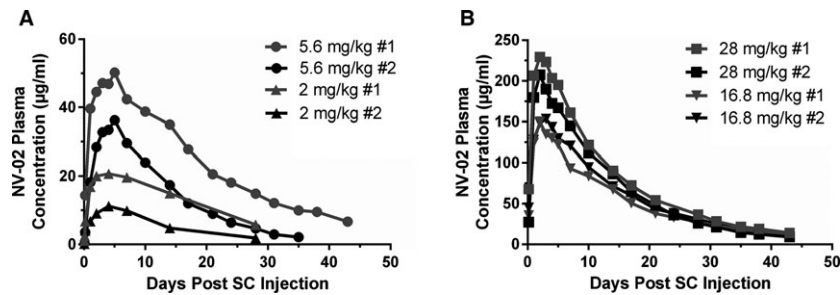 A
NV-02 Plasma
Concentration (µg/ml)
60
40
20
0
0 10 20 30 40 50
Days Post SC Injection
5.6 mg/kg #1
5.6 mg/kg #2
2 mg/kg #1
2 mg/kg #2
B
NV-02 Plasma
Concentration (µg/ml)
250
200
150
100
50
0
0 10 20 30 40 50
Days Post SC Injection
28 mg/kg #1
28 mg/kg #2
16.8 mg/kg #1
16.8 mg/kg #2